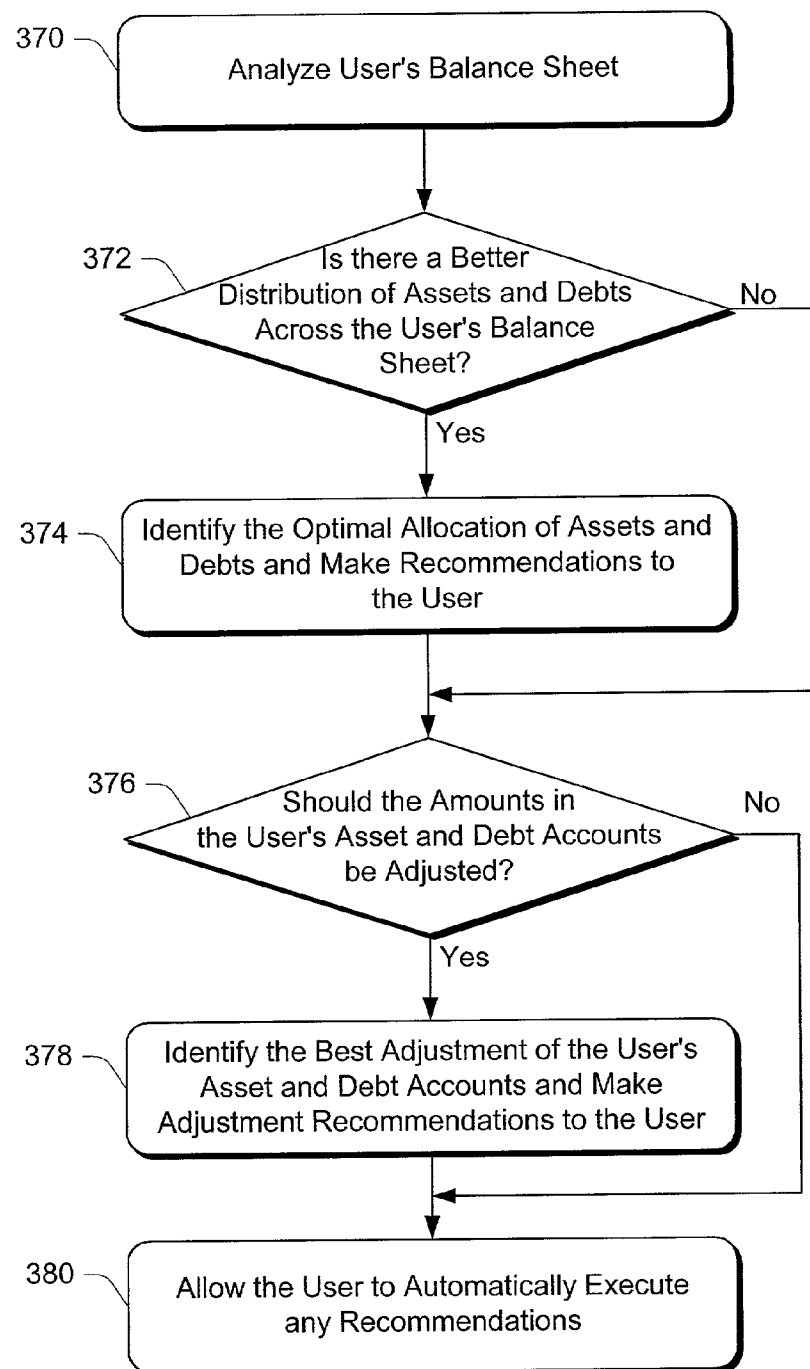 370
Analyze User's Balance Sheet
372
Is there a Better
Distribution of Assets and Debts
Across the User's Balance
Sheet?
No
Yes
374
Identify the Optimal Allocation of Assets and
Debts and Make Recommendations to
the User
376
Should the Amounts in
the User's Asset and Debt Accounts
be Adjusted?
No
Yes
378
Identify the Best Adjustment of the User's
Asset and Debt Accounts and Make
Adjustment Recommendations to the User
380
Allow the User to Automatically Execute
any Recommendations